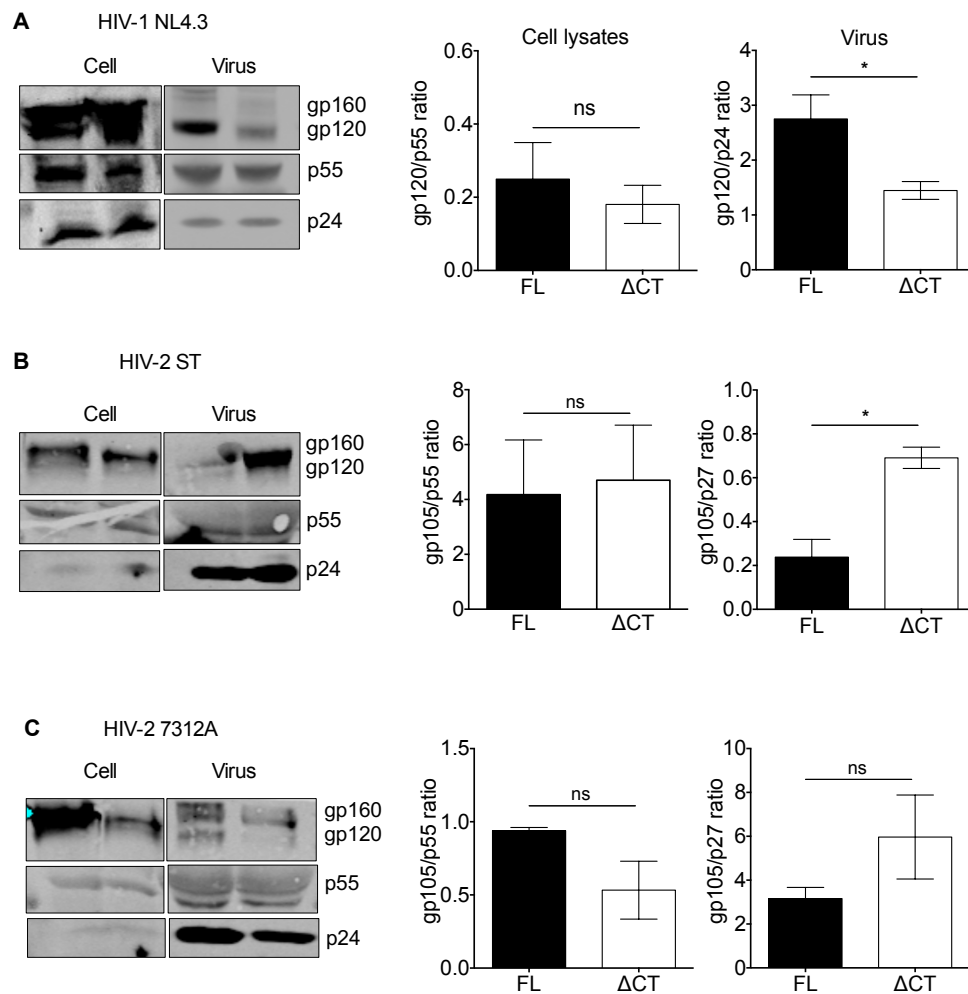 A
HIV-1 NL4.3
Cell
Virus
gp160
gp120
p55
p24
Cell lysates
gp120/p55 ratio
0.6
0.4
0.2
0.0
ns
FL
ΔCT
Virus
gp120/p24 ratio
4
3
2
1
0
*
FL
ΔCT
B
HIV-2 ST
Cell
Virus
gp160
gp120
p55
p24
gp105/p55 ratio
8
6
4
2
0
ns
FL
ΔCT
gp105/p27 ratio
1.0
0.8
0.6
0.4
0.2
0.0
*
FL
ΔCT
C
HIV-2 7312A
Cell
Virus
gp160
gp120
p55
p24
gp105/p55 ratio
1.5
1.0
0.5
0.0
ns
FL
ΔCT
gp105/p27 ratio
10
8
6
4
2
0
ns
FL
ΔCT